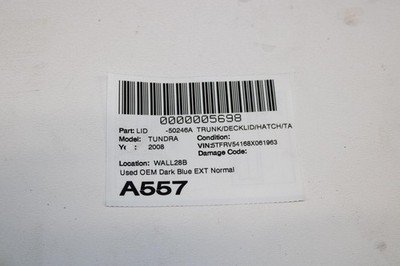 0000005698
Part: LID -50246A TRUNK/DECKLID/HATCH/TA
Model: TUNDRA Condition:
Yr : 2008 VIN:5TFRV54168X061963
Damage Code:
Location: WALL28B
Used OEM Dark Blue EXT Normal
A557